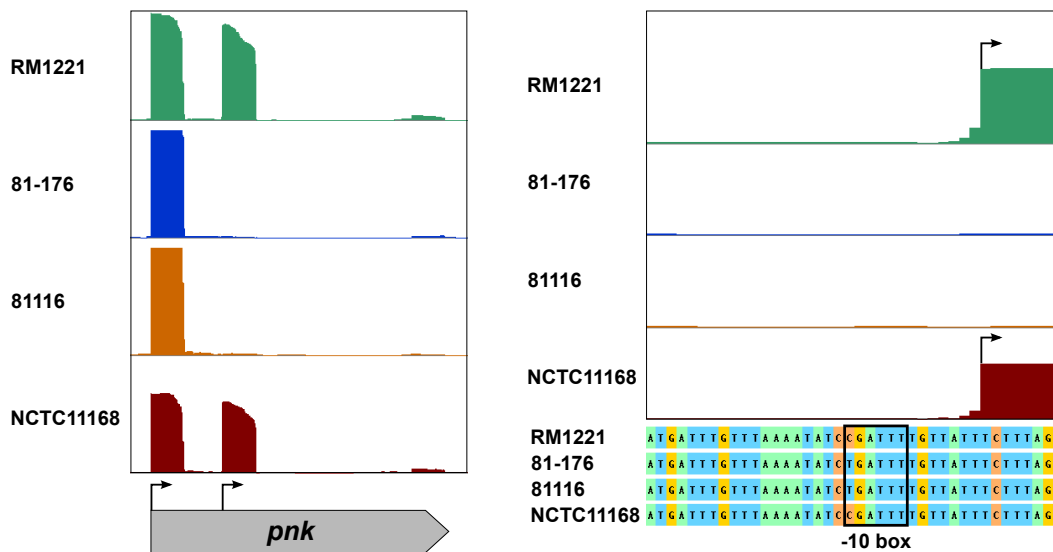 RM1221
81-176
81116
NCTC11168
pnk
RM1221
81-176
81116
NCTC11168
RM1221 ATGATTTGTTTAAAATATCCGATTTTGTTATTTCTTTAG
81-176 ATGATTTGTTTAAAATATCTGATTTTGTTATTTCTTTAG
81116 ATGATTTGTTTAAAATATCTGATTTTGTTATTTCTTTAG
NCTC11168 ATGATTTGTTTAAAATATCCGATTTTGTTATTTCTTTAG
-10 box